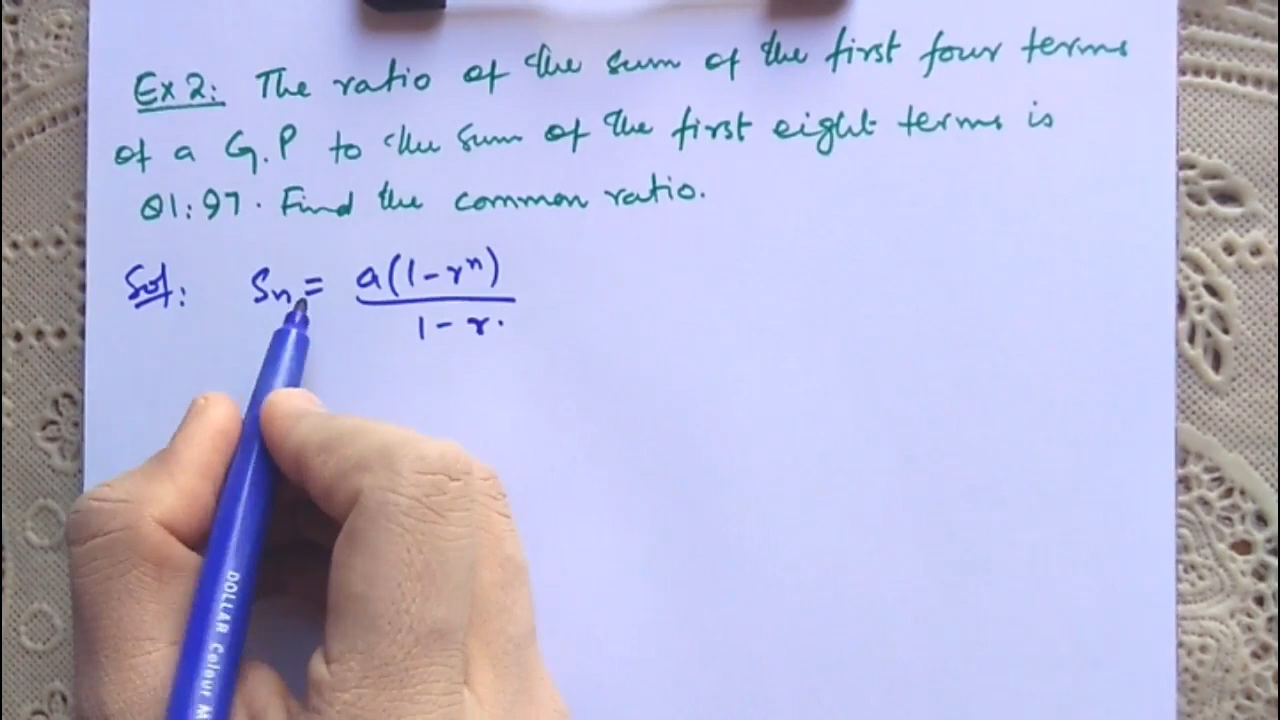 Ex 2: The ratio of the sum of the first four terms
of a G.P to the sum of the first eight terms is
81:97. Find the common ratio.
Sol: Sn = a(1-rⁿ)
1-r.
DOLLAR Colour M